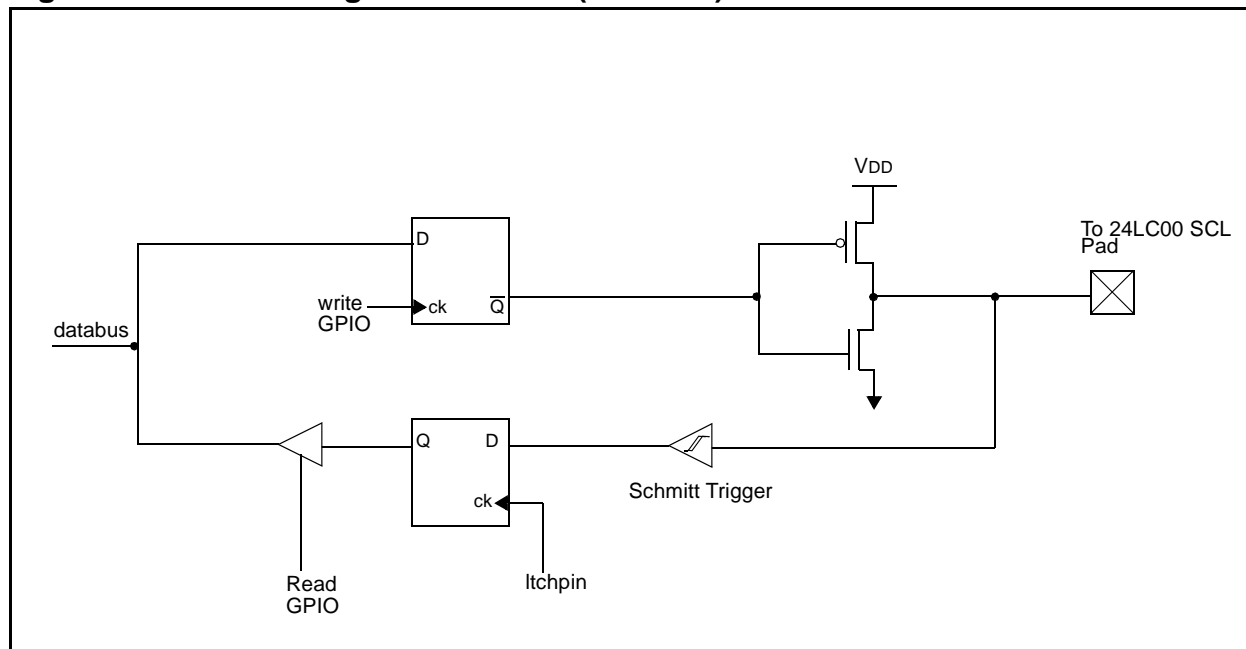 VDD
To 24LC00 SCL
Pad
D
write
GPIO
ck
Q
databus
Q
D
Schmitt Trigger
ck
Read
GPIO
ltchpin